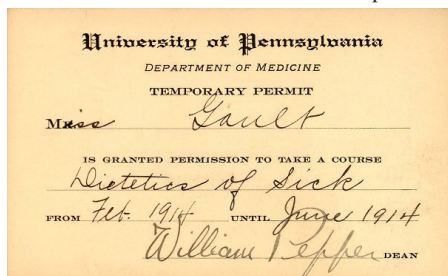 University of Pennsylvania
DEPARTMENT OF MEDICINE
TEMPORARY PERMIT
Miss Gault
IS GRANTED PERMISSION TO TAKE A COURSE
Dietetics of Sick
FROM Feb. 1914 UNTIL June 1914
William Pepper DEAN